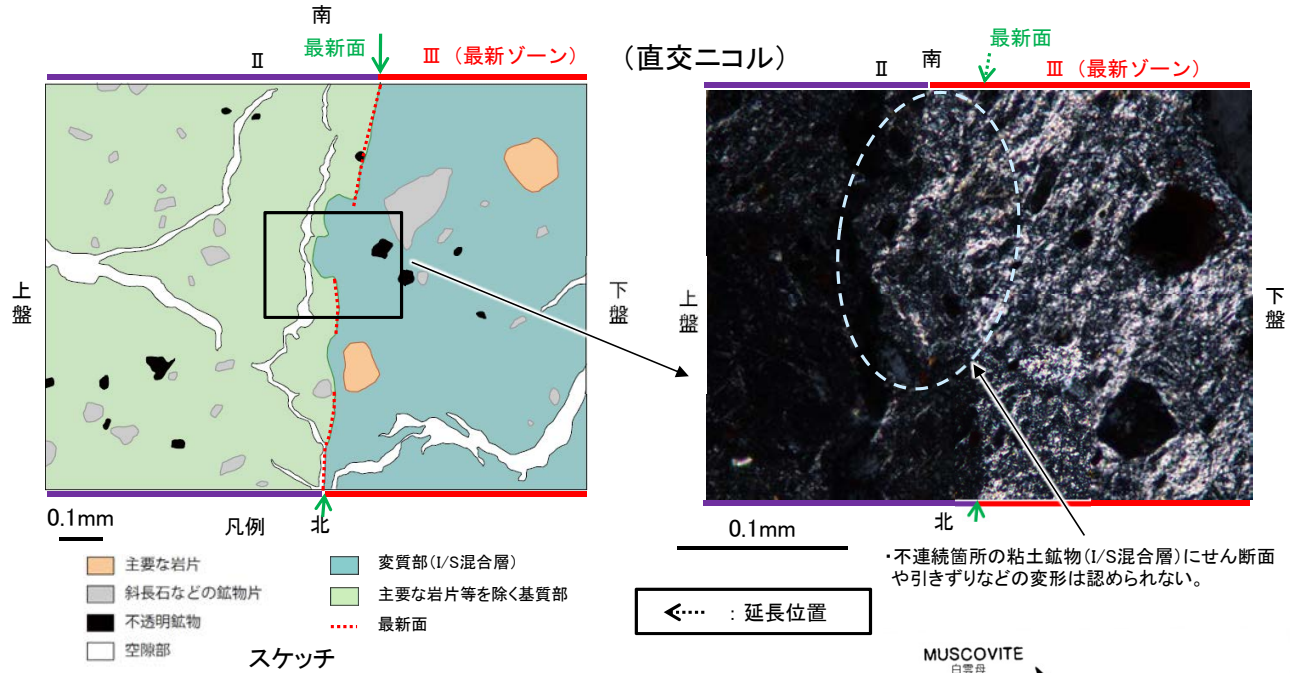 南
最新面
Ⅱ
Ⅲ（最新ゾーン）
上盤
下盤
0.1mm
凡例
北
主要な岩片
斜長石などの鉱物片
不透明鉱物
空隙部
変質部(I/S混合層)
主要な岩片等を除く基質部
最新面
スケッチ
（直交ニコル）
最新面
Ⅱ
南
Ⅲ（最新ゾーン）
上盤
下盤
北
0.1mm
・不連続箇所の粘土鉱物(I/S混合層)にせん断面
や引きずりなどの変形は認められない。
：延長位置
MUSCOVITE
白雲母